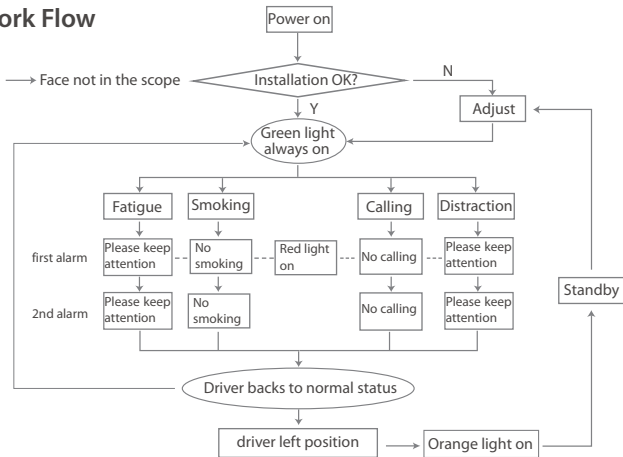 ork Flow
Power on
Face not in the scope
Installation OK?
N
Y
Adjust
Green light
always on
Fatigue
Smoking
Calling
Distraction
first alarm
Please keep
attention
No
smoking
Red light
on
No calling
Please keep
attention
2nd alarm
Please keep
attention
No
smoking
No calling
Please keep
attention
Standby
Driver backs to normal status
driver left position
Orange light on